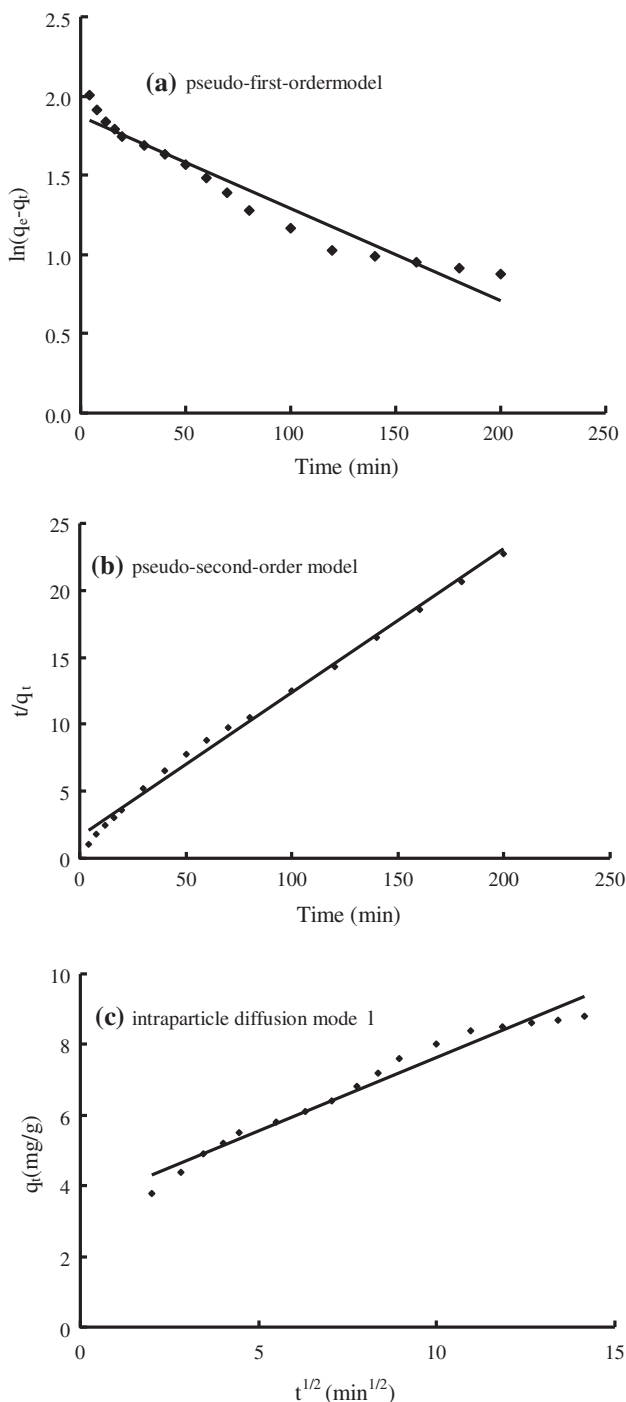 2.5
(a) pseudo-first-ordermodel
2.0
1.5
ln(qe-qt)
1.0
0.5
0.0
0 50 100 150 200 250
Time (min)
25
(b) pseudo-second-order model
20
15
t/qt
10
5
0
0 50 100 150 200 250
Time (min)
10
(c) intraparticle diffusion mode l
8
6
qt(mg/g)
4
2
0
0 5 10 15
t1/2 (min1/2)